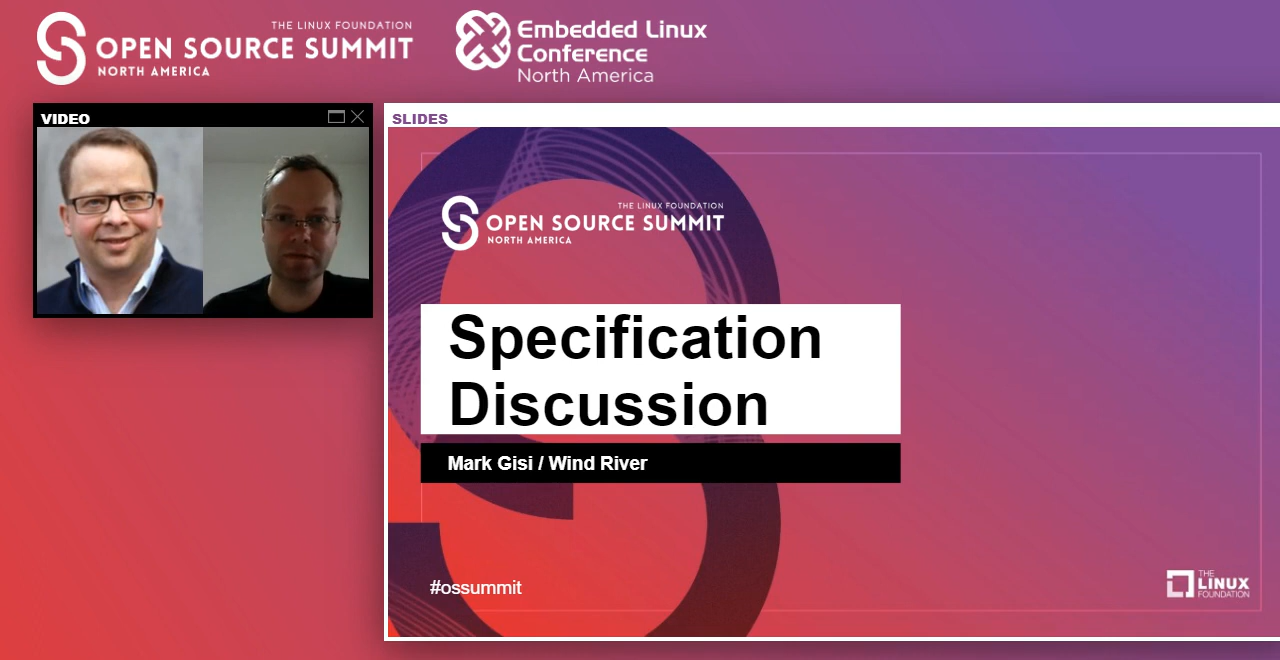 THE LINUX FOUNDATION
OPEN SOURCE SUMMIT
NORTH AMERICA
Embedded Linux
Conference
North America
VIDEO
SLIDES
THE LINUX FOUNDATION
OPEN SOURCE SUMMIT
NORTH AMERICA
Specification
Discussion
Mark Gisi / Wind River
#ossummit
THE
LINUX
FOUNDATION